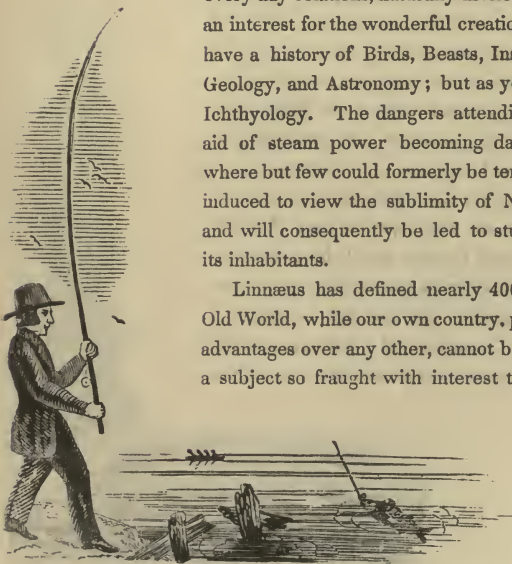 an interest for the wonderful creatio
have a history of Birds, Beasts, Ins
Geology, and Astronomy; but as ye
Ichthyology. The dangers attendi
aid of steam power becoming da
where but few could formerly be ten
induced to view the sublimity of N
and will consequently be led to stu
its inhabitants.
Linnæus has defined nearly 400
Old World, while our own country, p
advantages over any other, cannot b
a subject so fraught with interest t